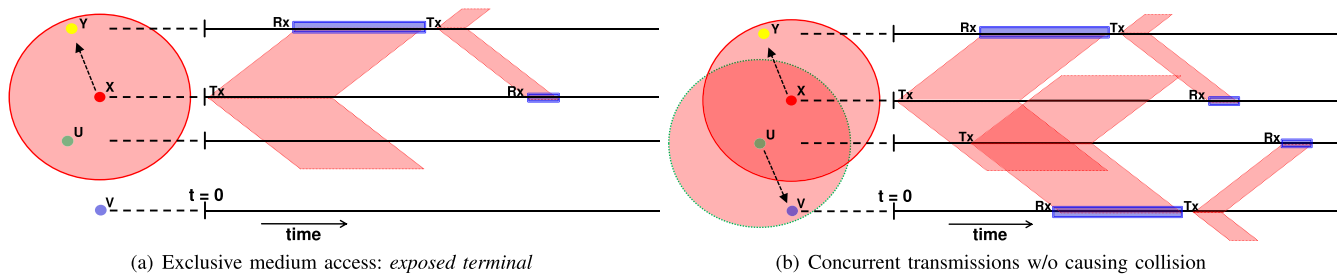 Y
Rx
Tx
X
Tx
Rx
U
t = 0
V
time
(a) Exclusive medium access: exposed terminal
Y
Rx
Tx
X
Tx
Rx
U
Tx
Rx
t = 0
V
Rx
Tx
time
(b) Concurrent transmissions w/o causing collision